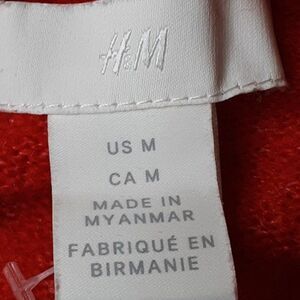 H&M
US M
CA M
MADE IN
MYANMAR
FABRIQUÉ EN
BIRMANIE